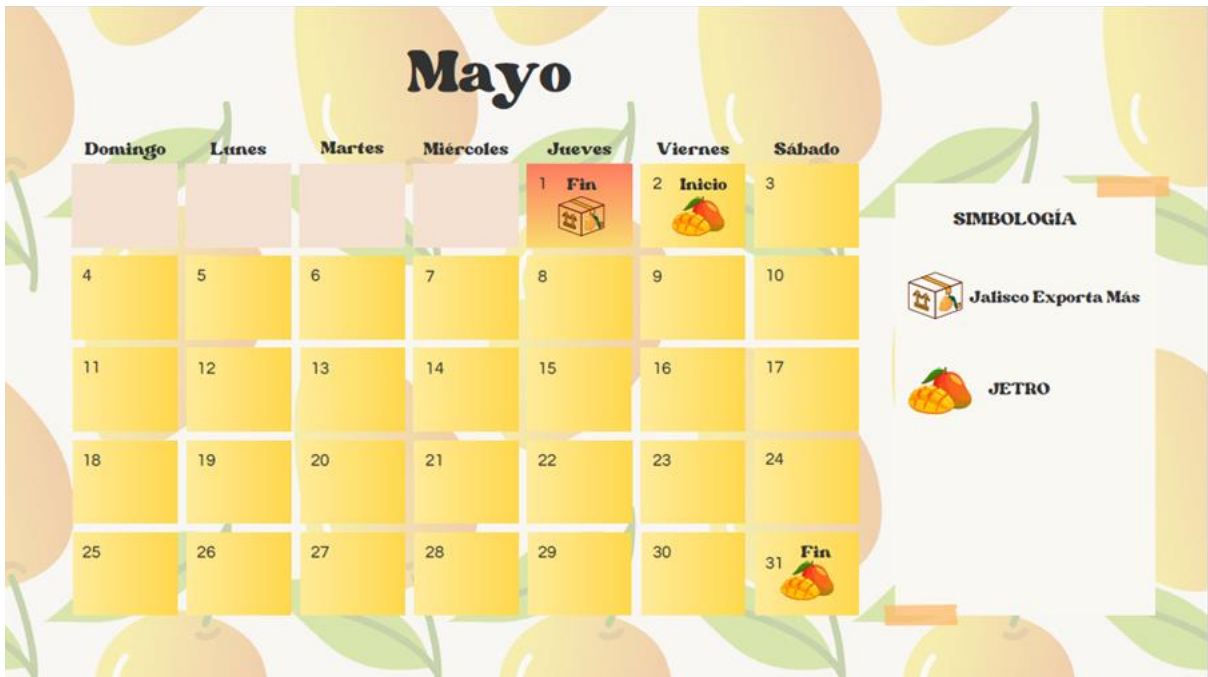 Mayo
Domingo Lunes Martes Miércoles Jueves Viernes Sábado
1 Fin 2 Inicio 3
SIMBOLOGÍA
4 5 6 7 8 9 10
Jalisco Exporta Más
11 12 13 14 15 16 17
JETRO
18 19 20 21 22 23 24
25 26 27 28 29 30 31 Fin